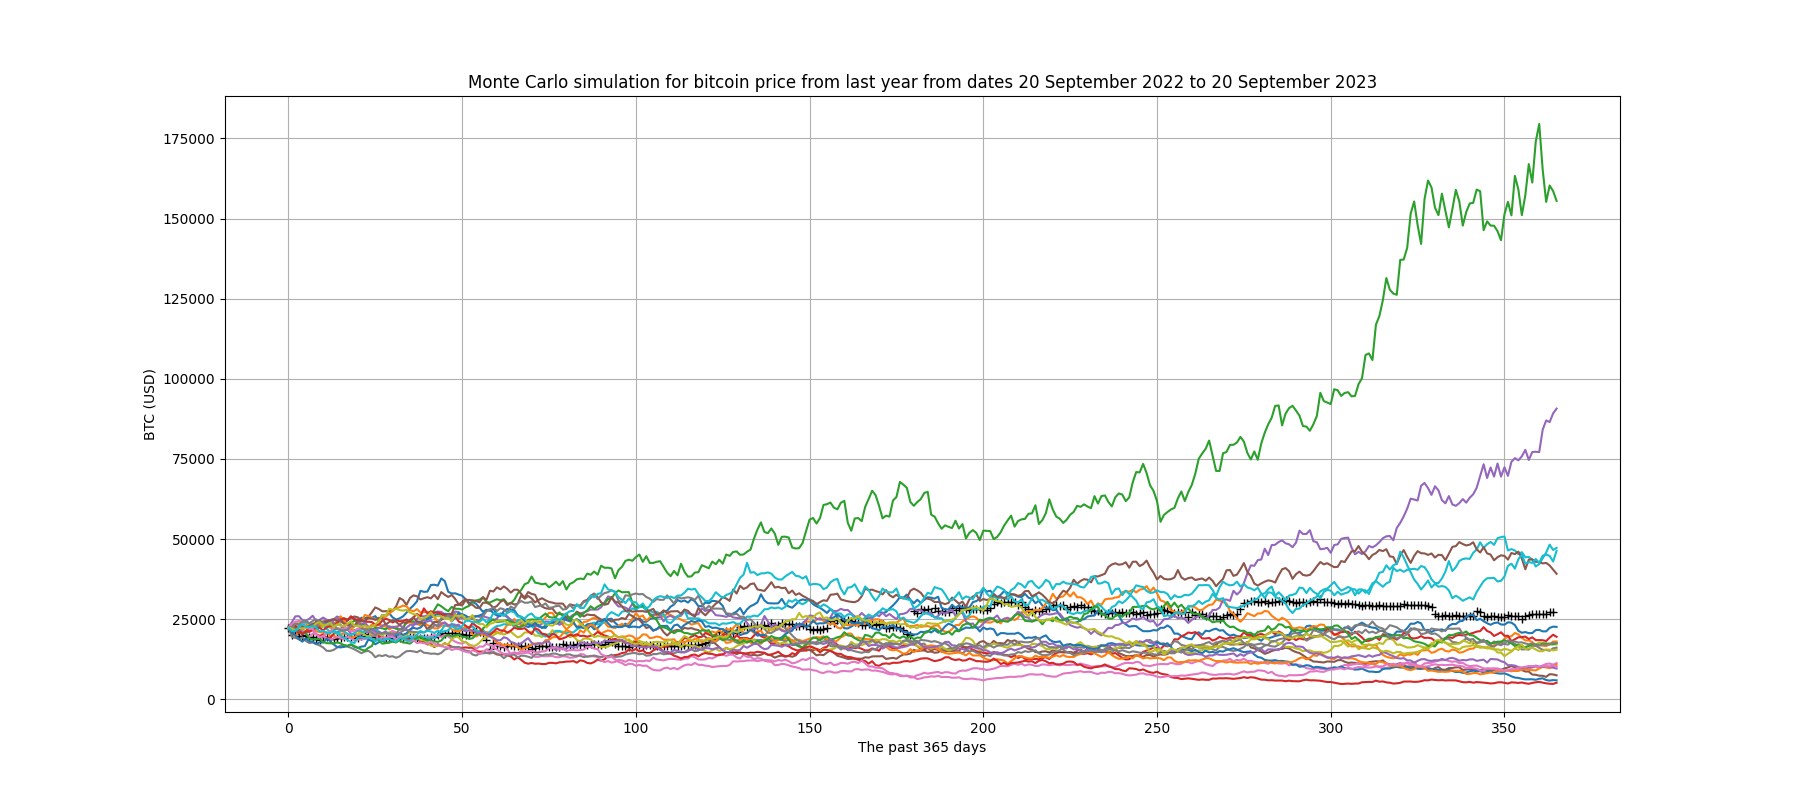 Monte Carlo simulation for bitcoin price from last year from dates 20 September 2022 to 20 September 2023
175000
150000
125000
100000
75000
50000
25000
0
BTC (USD)
0 50 100 150 200 250 300 350
The past 365 days